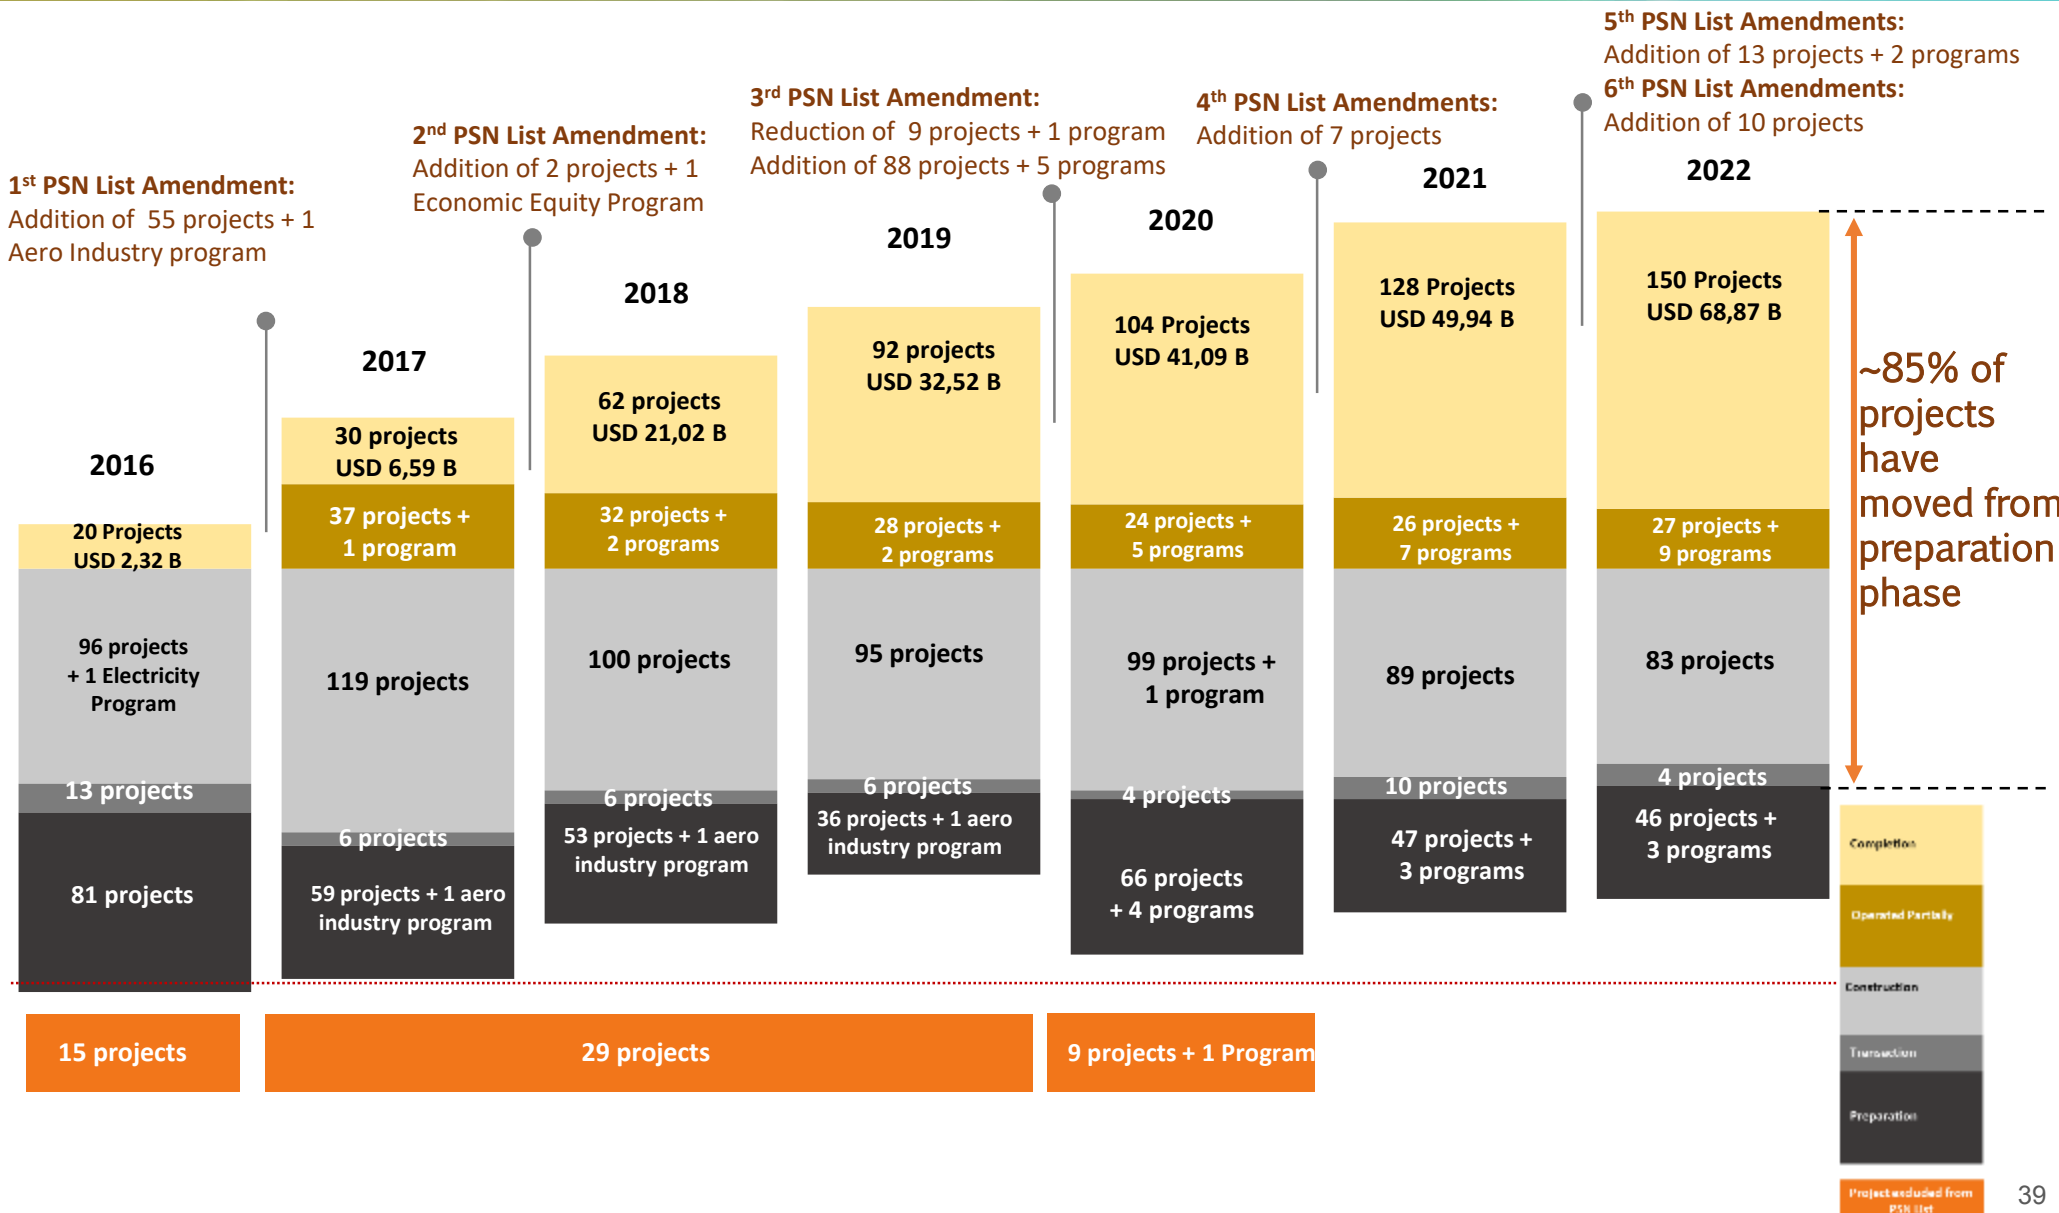 1st PSN List Amendment:
Addition of 55 projects + 1
Aero Industry program
2nd PSN List Amendment:
Addition of 2 projects + 1
Economic Equity Program
3rd PSN List Amendment:
Reduction of 9 projects + 1 program
Addition of 88 projects + 5 programs
4th PSN List Amendments:
Addition of 7 projects
5th PSN List Amendments:
Addition of 13 projects + 2 programs
6th PSN List Amendments:
Addition of 10 projects
2016
20 Projects
USD 2,32 B
96 projects
+ 1 Electricity
Program
13 projects
81 projects
2017
30 projects
USD 6,59 B
37 projects +
1 program
119 projects
6 projects
59 projects + 1 aero
industry program
2018
62 projects
USD 21,02 B
32 projects +
2 programs
100 projects
6 projects
53 projects + 1 aero
industry program
2019
92 projects
USD 32,52 B
28 projects +
2 programs
95 projects
6 projects
36 projects + 1 aero
industry program
2020
104 Projects
USD 41,09 B
24 projects +
5 programs
99 projects +
1 program
4 projects
66 projects
+ 4 programs
2021
128 Projects
USD 49,94 B
26 projects +
7 programs
89 projects
10 projects
47 projects +
3 programs
2022
150 Projects
USD 68,87 B
27 projects +
9 programs
83 projects
4 projects
46 projects +
3 programs
~85% of
projects
have
moved from
preparation
phase
15 projects
29 projects
9 projects + 1 Program
Completion
Operated Partially
Construction
Transaction
Preparation
Project excluded from
PSN List
39